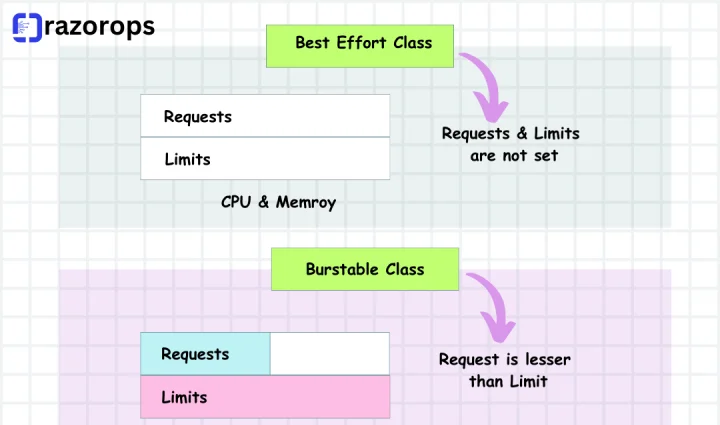 razorops
Best Effort Class
Requests
Limits
Requests & Limits
are not set
CPU & Memroy
Burstable Class
Requests
Limits
Request is lesser
than Limit